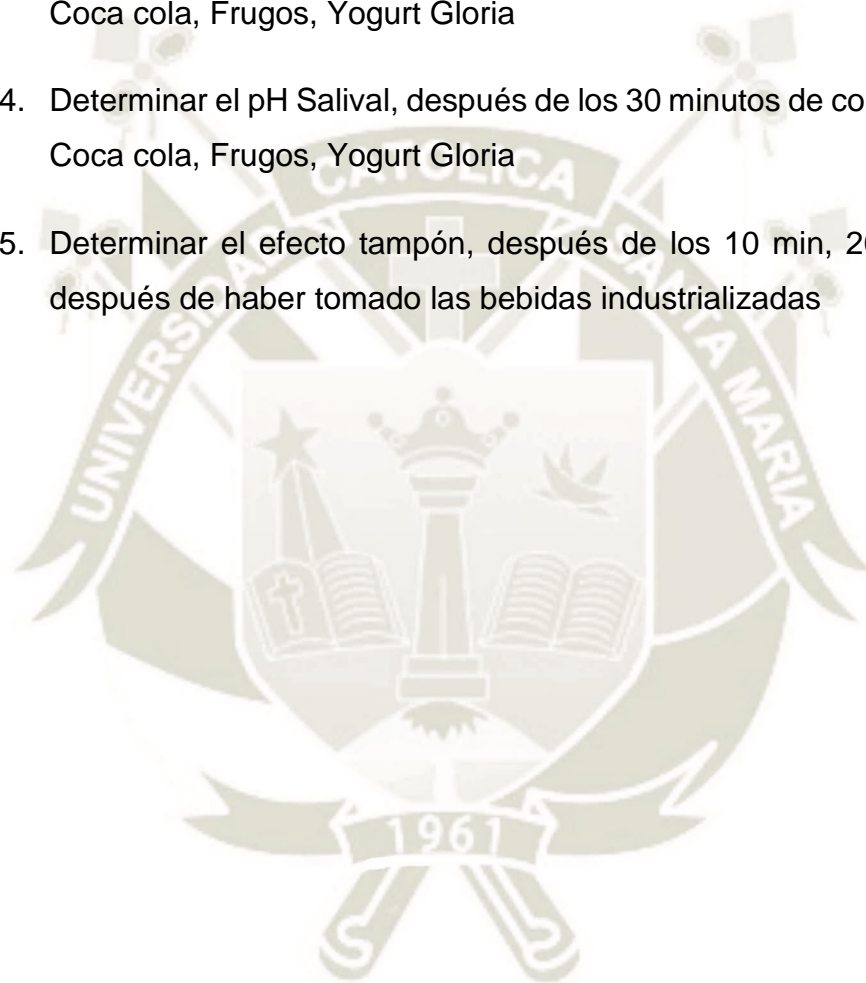 Coca cola, Frugos, Yogurt Gloria
4. Determinar el pH Salival, después de los 30 minutos de co
Coca cola, Frugos, Yogurt Gloria
5. Determinar el efecto tampón, después de los 10 min, 2
después de haber tomado las bebidas industrializadas
UNIVERSIDAD CATOLICA SANTA MARIA
1961